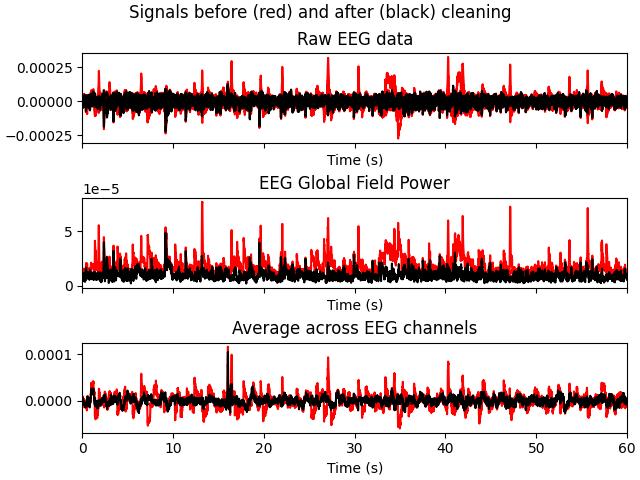 Signals before (red) and after (black) cleaning
Raw EEG data
0.00025
0.00000
−0.00025
Time (s)
EEG Global Field Power
1e−5
5
0
Time (s)
Average across EEG channels
0.0001
0.0000
0 10 20 30 40 50 60
Time (s)